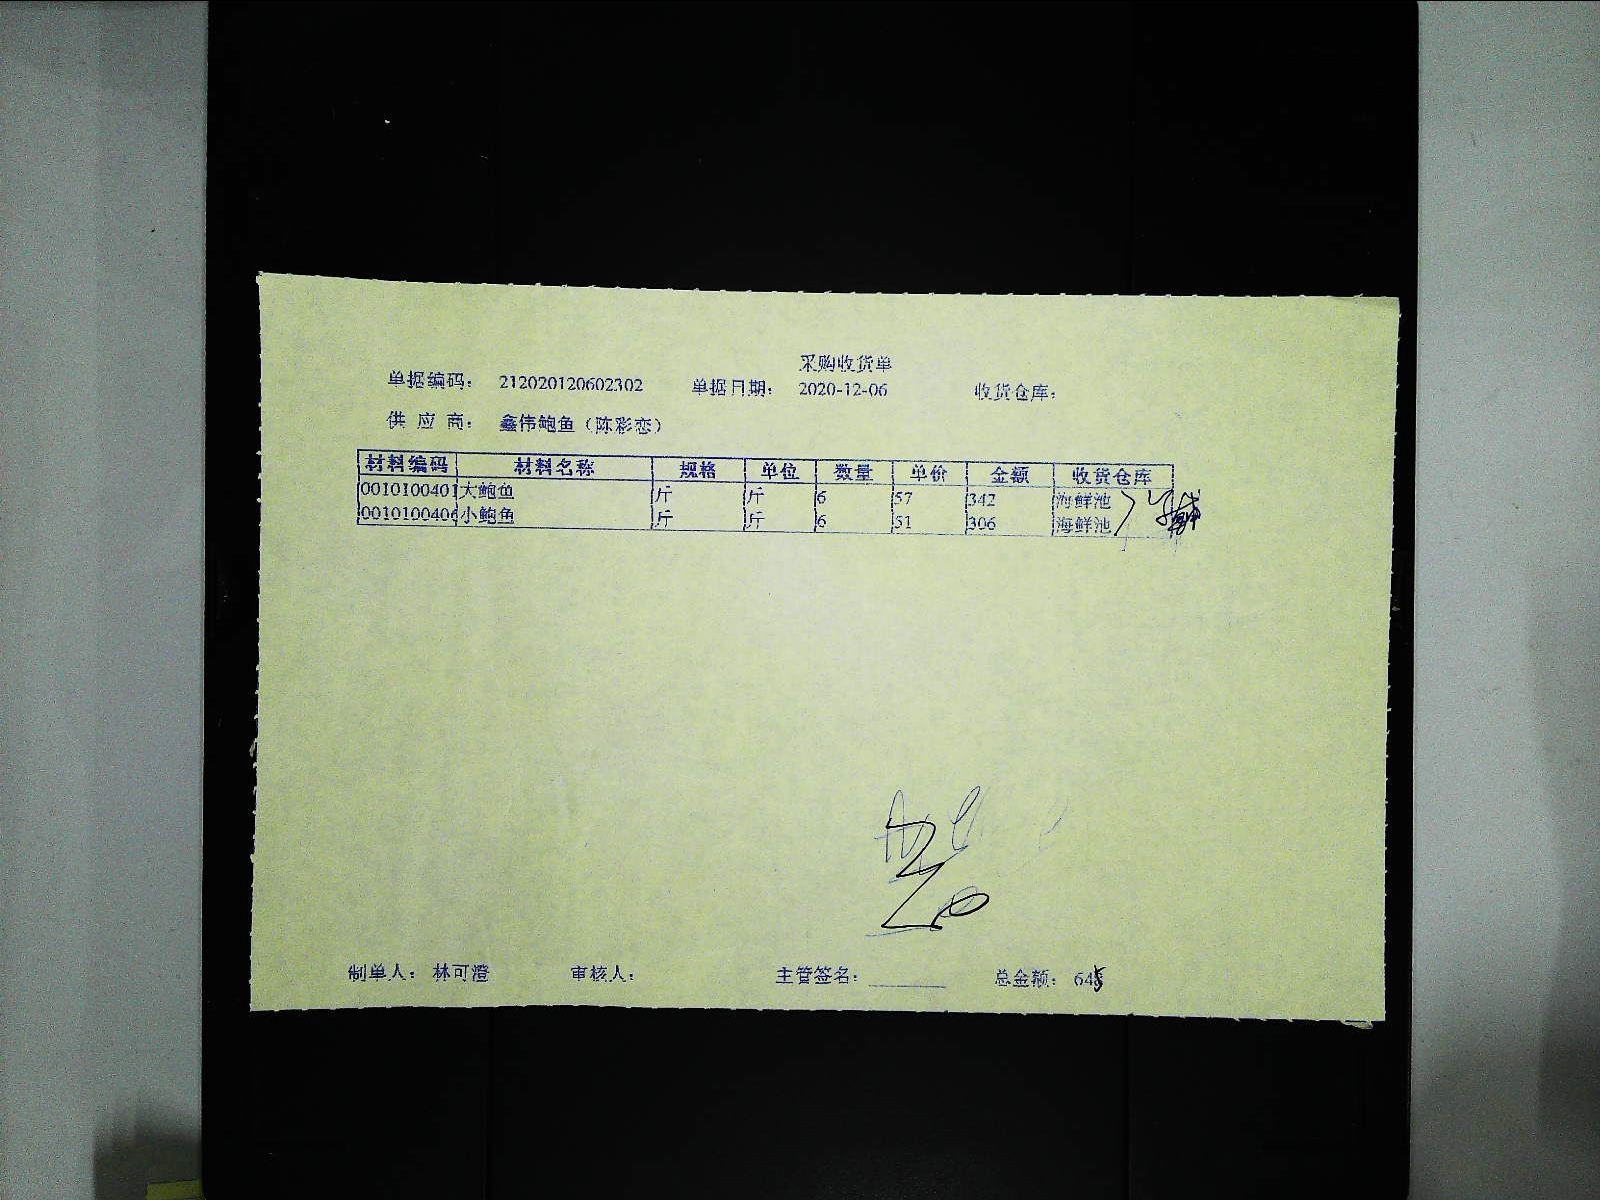 采购收货单
单据编码： 212020120602302 单据日期： 2020-12-06 收货仓库：
供 应 商： 鑫伟鲍鱼（陈彩恋）
材料编码 材料名称 规格 单位 数量 单价 金额 收货仓库
0010100401 大鲍鱼 斤 斤 6 57 342 海鲜池
0010100406 小鲍鱼 斤 斤 6 51 306 海鲜池
制单人： 林可澄 审核人： 主管签名： 总金额：